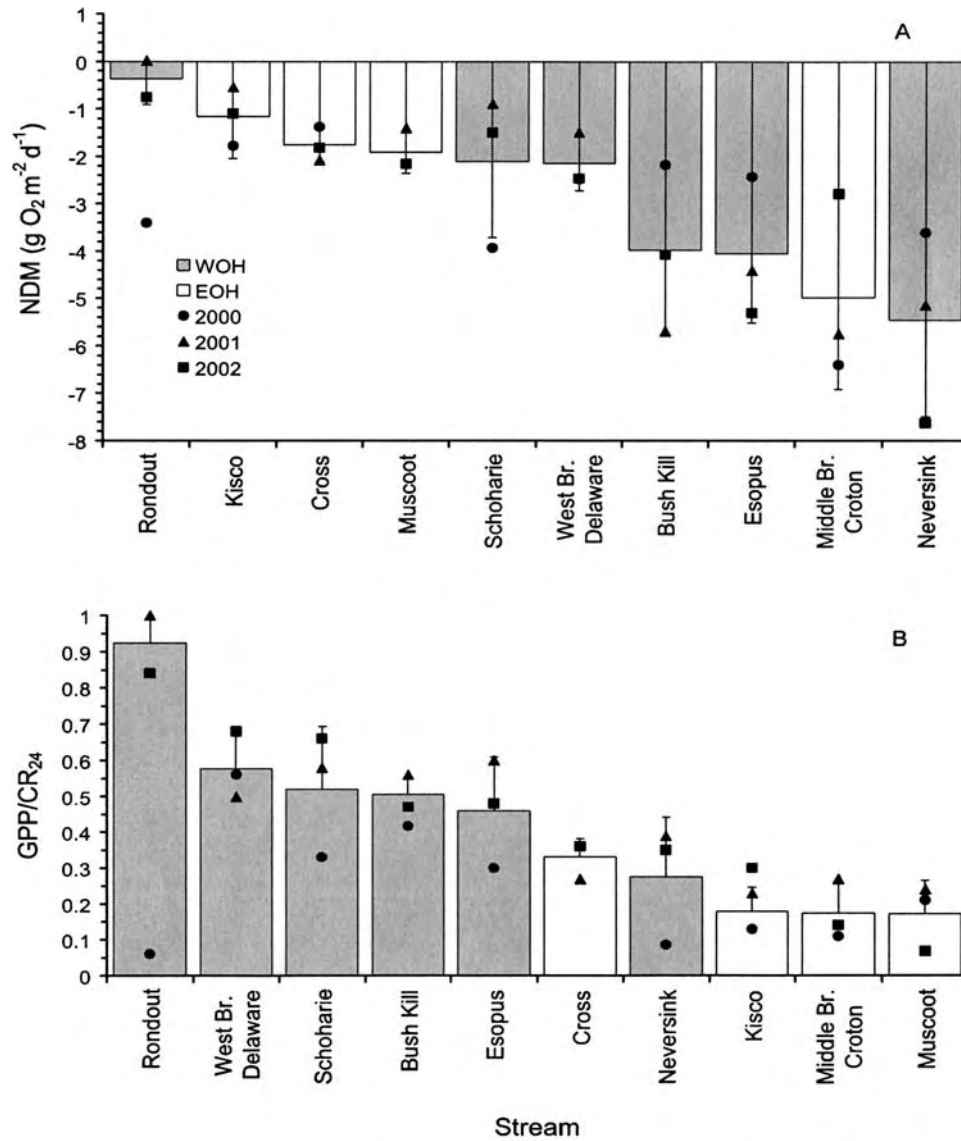 A
1
0
-1
-2
-3
-4
-5
-6
-7
-8
NDM (g O₂ m⁻² d⁻¹)
WOH
EOH
2000
2001
2002
Rondout
Kisco
Cross
Muscoot
Schoharie
West Br.
Delaware
Bush Kill
Esopus
Middle Br.
Croton
Neversink
B
1
0.9
0.8
0.7
0.6
0.5
0.4
0.3
0.2
0.1
0
GPP/CR₂₄
Rondout
West Br.
Delaware
Schoharie
Bush Kill
Esopus
Cross
Neversink
Kisco
Middle Br.
Croton
Muscoot
Stream